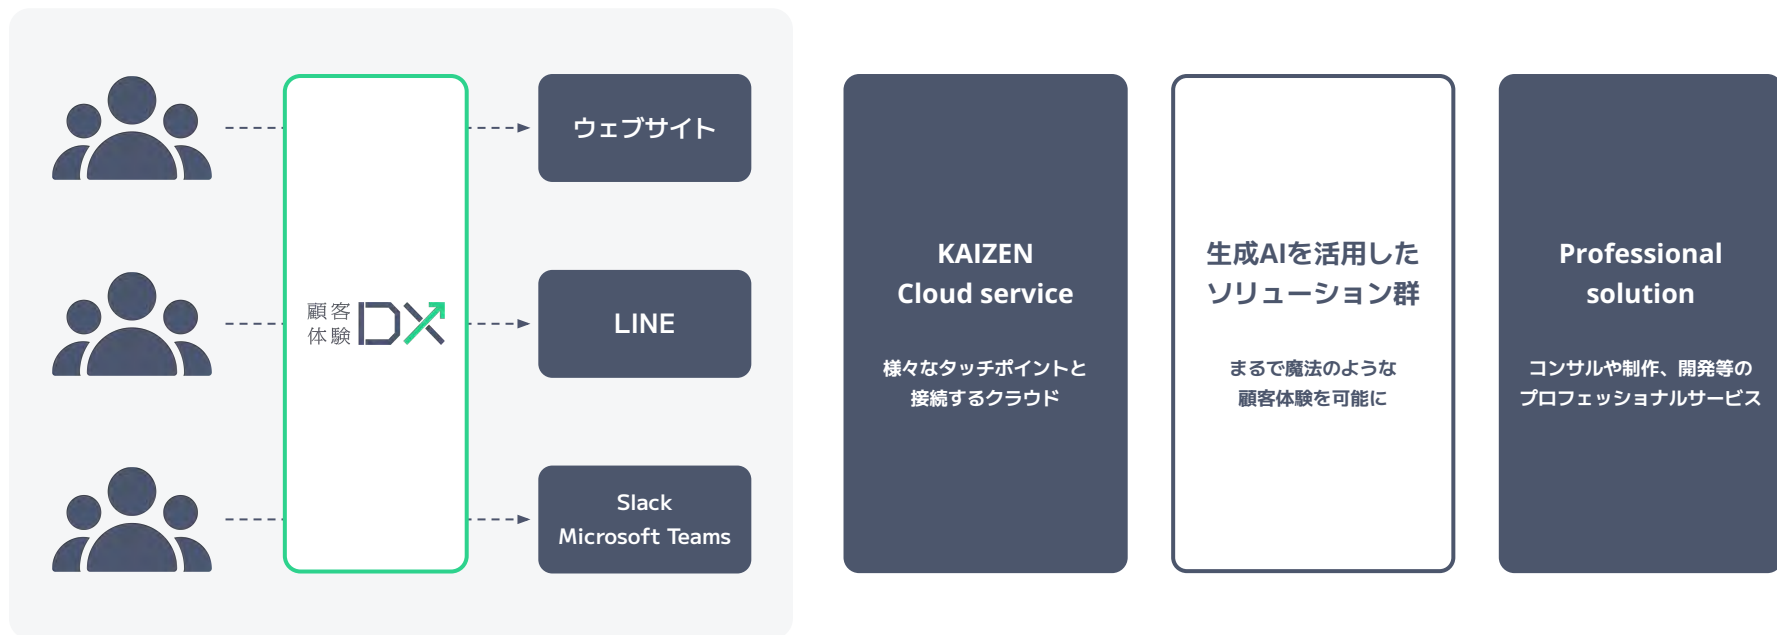 ウェブサイト
顧客
体験
DX
LINE
Slack
Microsoft Teams
KAIZEN
Cloud service
様々なタッチポイントと
接続するクラウド
生成AIを活用した
ソリューション群
まるで魔法のような
顧客体験を可能に
Professional
solution
コンサルや制作、開発等の
プロフェッショナルサービス